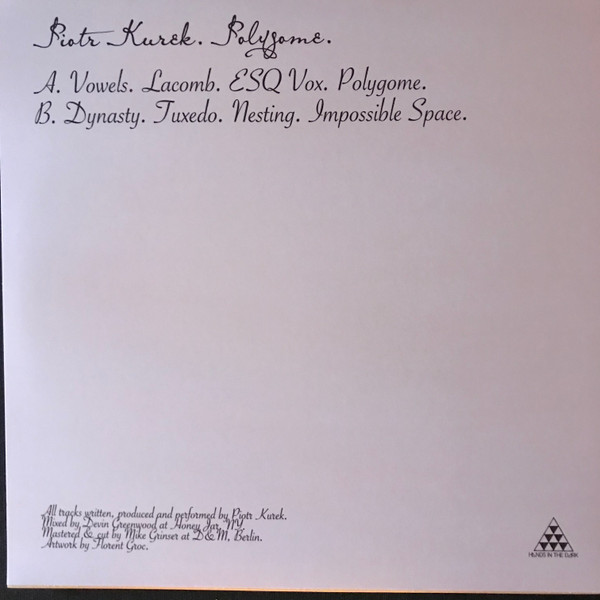 Piotr Kurek. Polygome.
A. Vowels. Lacomb. ESQ Vox. Polygome.
B. Dynasty. Tuxedo. Nesting. Impossible Space.
All tracks written, produced and performed by Piotr Kurek.
Mixed by Devin Greenwood at Honey Jar, NY.
Mastered & cut by Mike Grinser at D&M, Berlin.
Artwork by Florent Groc.
HEADS IN THE DARK